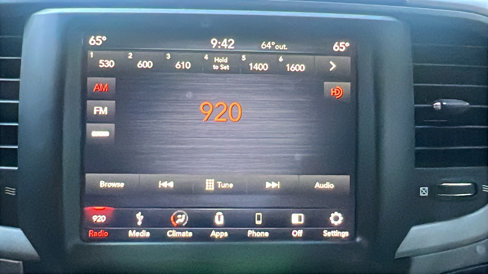 65° 9:42 64° out. 65°
1 530 2 600 3 610 4 Hold to Set 5 1400 6 1600
AM
920
FM
Browse Tune Audio
920
Radio Media Climate Apps Phone Off Settings